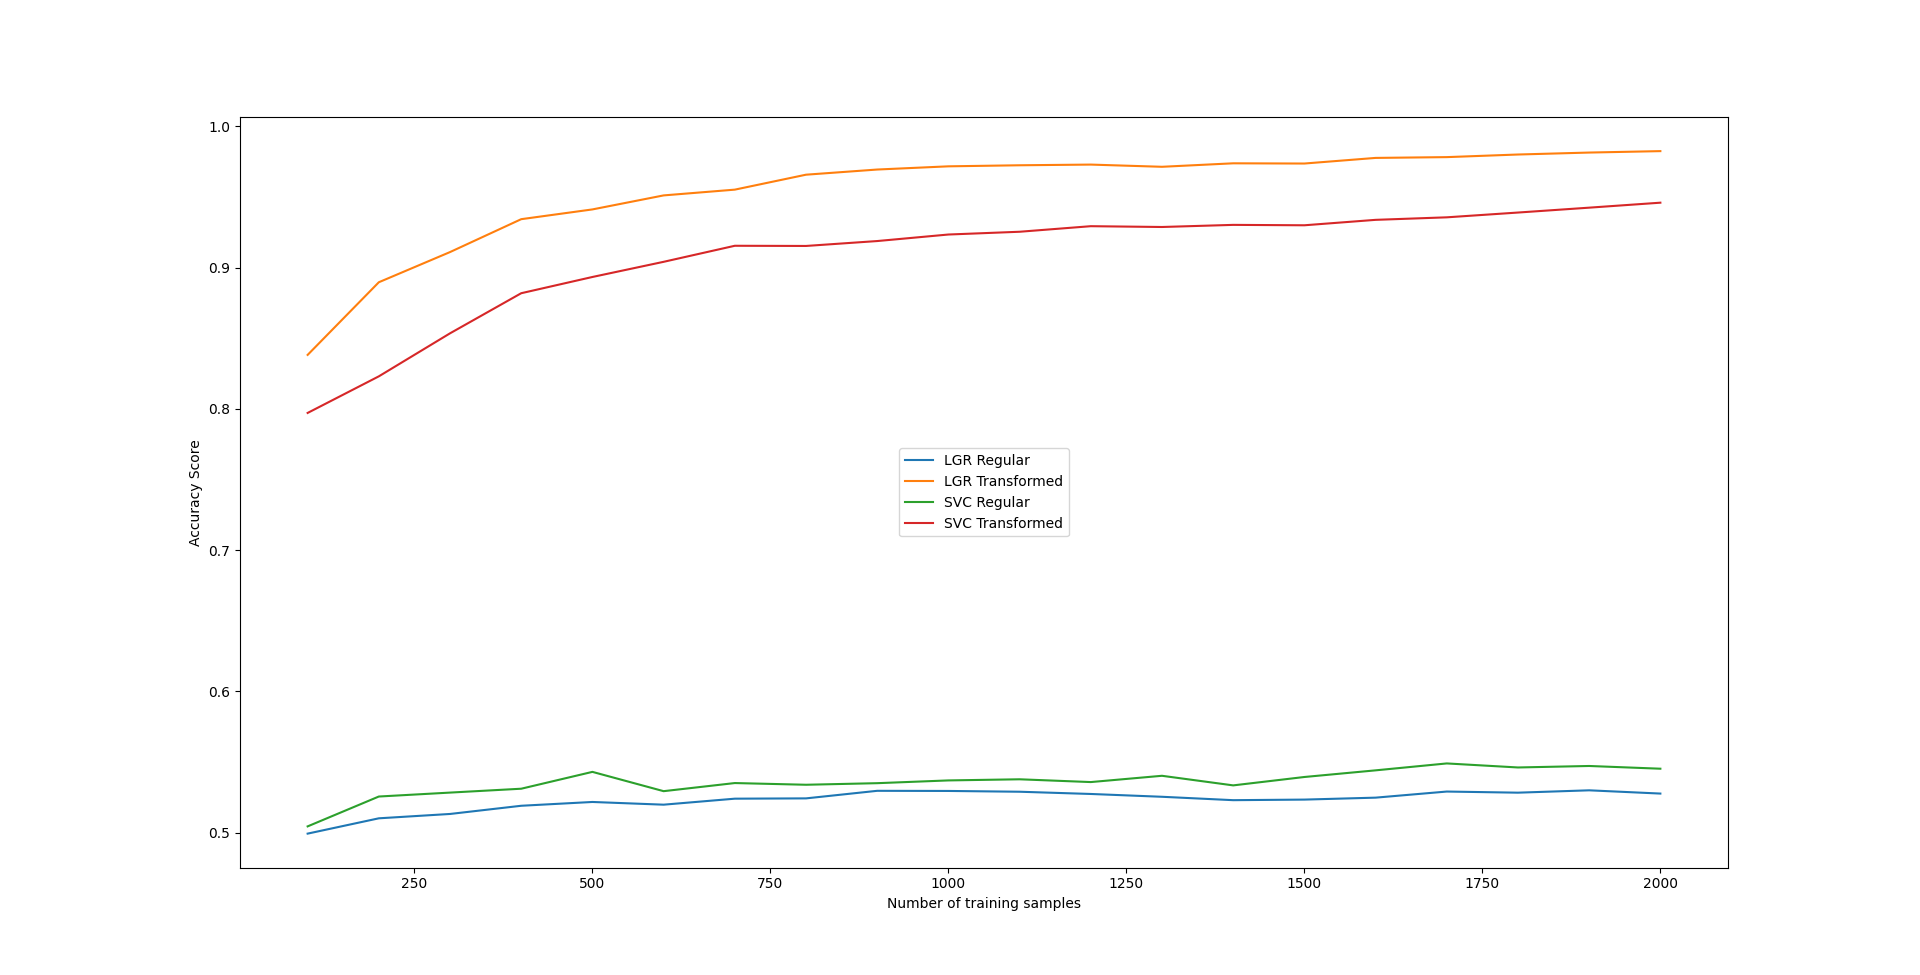 1.0
0.9
0.8
0.7
0.6
0.5
Accuracy Score
LGR Regular
LGR Transformed
SVC Regular
SVC Transformed
250 500 750 1000 1250 1500 1750 2000
Number of training samples